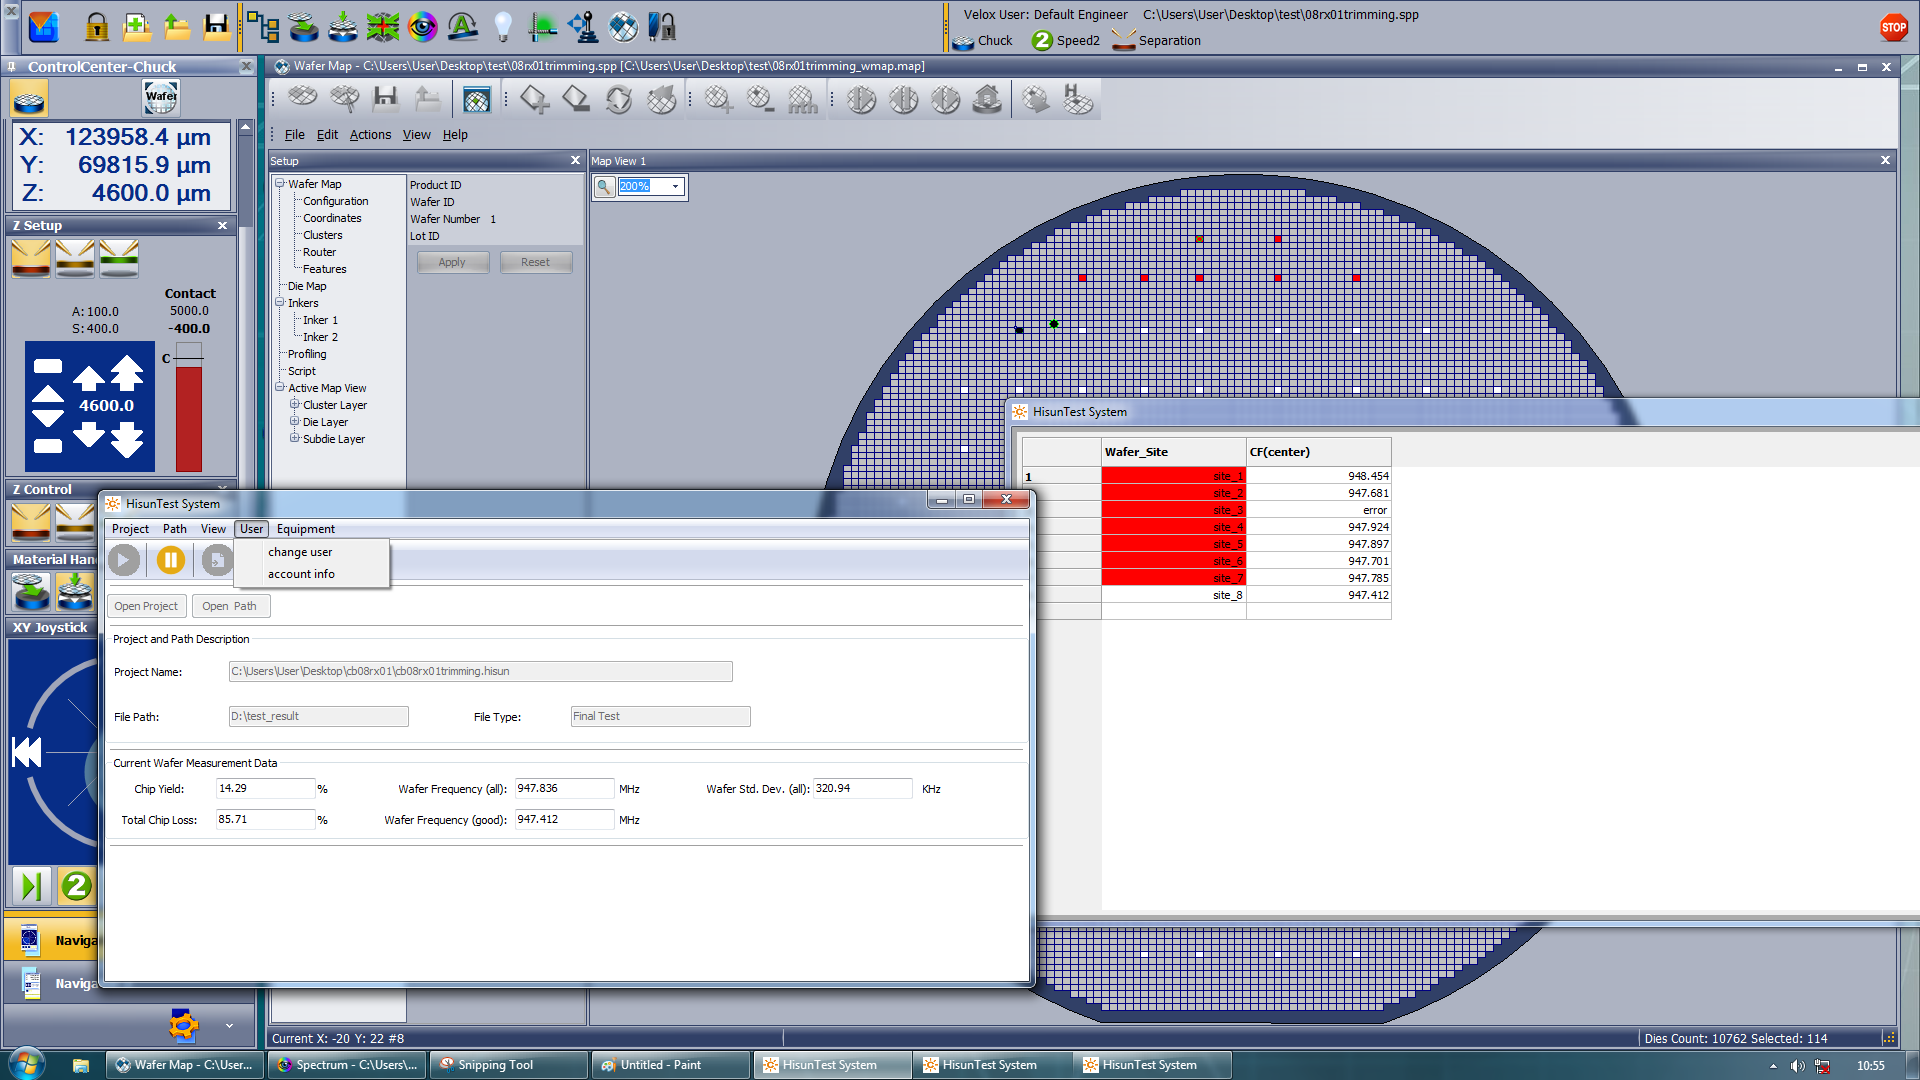 Velox User: Default Engineer C:\Users\User\Desktop\test\08rx01trimming.spp
Chuck Speed2 Separation
STOP
ControlCenter-Chuck
Wafer
X: 123958.4 µm
Y: 69815.9 µm
Z: 4600.0 µm
Z Setup
Contact
A: 100.0 5000.0
S: 400.0 -400.0
C
4600.0
Z Control
Material Han
XY Joystick
2
Naviga
Naviga
Wafer Map - C:\Users\User\Desktop\test\08rx01trimming.spp [C:\Users\User\Desktop\test\08rx01trimming_wmap.map]
File Edit Actions View Help
Setup
Wafer Map
Configuration
Coordinates
Clusters
Router
Features
Die Map
Inkers
Inker 1
Inker 2
Profiling
Script
Active Map View
Cluster Layer
Die Layer
Subdie Layer
Product ID
Wafer ID
Wafer Number 1
Lot ID
Apply Reset
Map View 1
200%
HisunTest System
Wafer_Site CF(center)
1 site_1 948.454
site_2 947.681
site_3 error
site_4 947.924
site_5 947.897
site_6 947.701
site_7 947.785
site_8 947.412
HisunTest System
Project Path View User Equipment
change user
account info
Open Project Open Path
Project and Path Description
Project Name: C:\Users\User\Desktop\cb08rx01\cb08rx01trimming.hisun
File Path: D:\test_result File Type: Final Test
Current Wafer Measurement Data
Chip Yield: 14.29 % Wafer Frequency (all): 947.836 MHz Wafer Std. Dev. (all): 320.94 KHz
Total Chip Loss: 85.71 % Wafer Frequency (good): 947.412 MHz
Current X: -20 Y: 22 #8
Dies Count: 10762 Selected: 114
Wafer Map - C:\User... Spectrum - C:\Users\... Snipping Tool Untitled - Paint HisunTest System HisunTest System HisunTest System 10:55